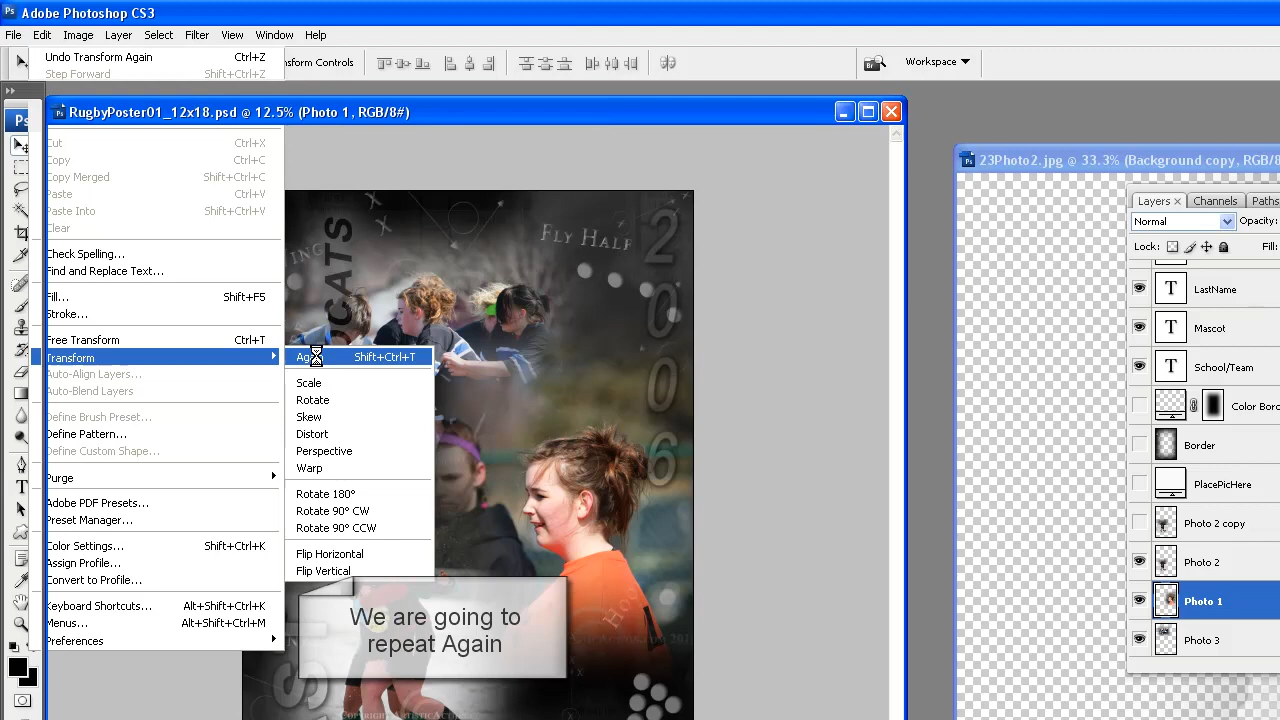 Adobe Photoshop CS3
File Edit Image Layer Select Filter View Window Help
nsform Controls
Workspace
Undo Transform Again Ctrl+Z
Step Forward Shift+Ctrl+Z
RugbyPoster01_12x18.psd @ 12.5% (Photo 1, RGB/8#)
Cut Ctrl+X
Copy Ctrl+C
Copy Merged Shift+Ctrl+C
Paste Ctrl+V
Paste Into Shift+Ctrl+V
Clear
Check Spelling...
Find and Replace Text...
Fill... Shift+F5
Stroke...
Free Transform Ctrl+T
Transform
Auto-Align Layers...
Auto-Blend Layers
Define Brush Preset...
Define Pattern...
Define Custom Shape...
Purge
Adobe PDF Presets...
Preset Manager...
Color Settings... Shift+Ctrl+K
Assign Profile...
Convert to Profile...
Keyboard Shortcuts... Alt+Shift+Ctrl+K
Menus... Alt+Shift+Ctrl+M
Preferences
Again Shift+Ctrl+T
Scale
Rotate
Skew
Distort
Perspective
Warp
Rotate 180°
Rotate 90° CW
Rotate 90° CCW
Flip Horizontal
Flip Vertical
We are going to
repeat Again
OCATS
Fly Half
2006
23Photo2.jpg @ 33.3% (Background copy, RGB/8
Layers Channels Paths
Normal Opacity:
Lock: Fill:
LastName
Mascot
School/Team
Color Bord
Border
PlacePicHere
Photo 2 copy
Photo 2
Photo 1
Photo 3